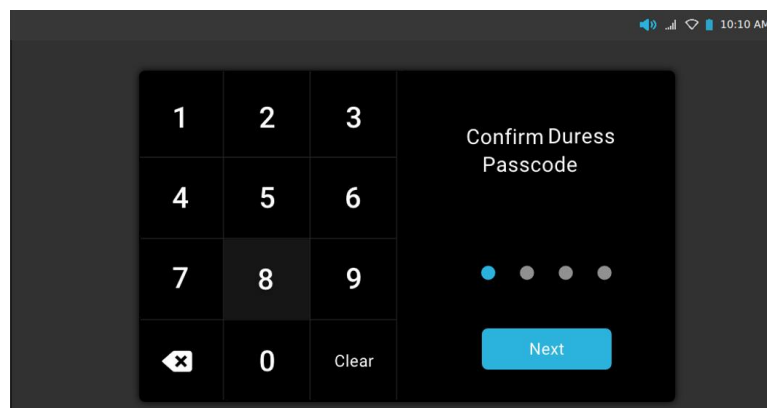 10:10 AM
1 2 3
Confirm Duress
Passcode
4 5 6
7 8 9
0 Clear
Next